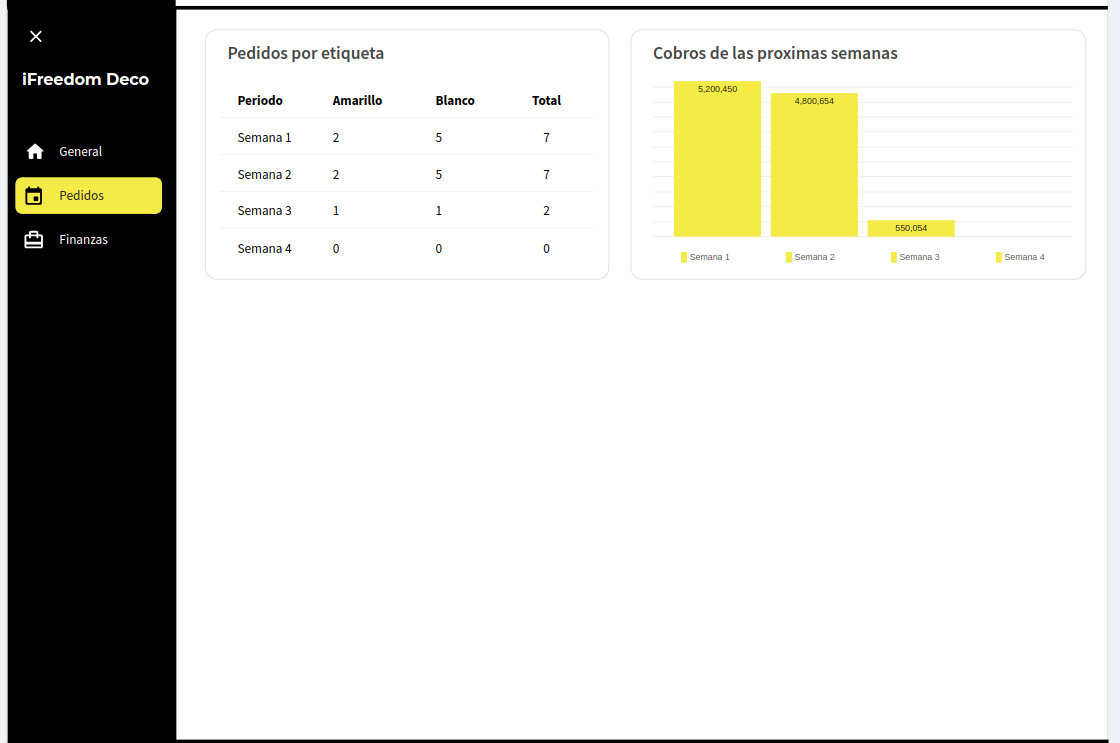 iFreedom Deco
General
Pedidos
Finanzas
Pedidos por etiqueta
Periodo Amarillo Blanco Total
Semana 1 2 5 7
Semana 2 2 5 7
Semana 3 1 1 2
Semana 4 0 0 0
Cobros de las proximas semanas
5,200,450
4,800,654
550,054
Semana 1 Semana 2 Semana 3 Semana 4